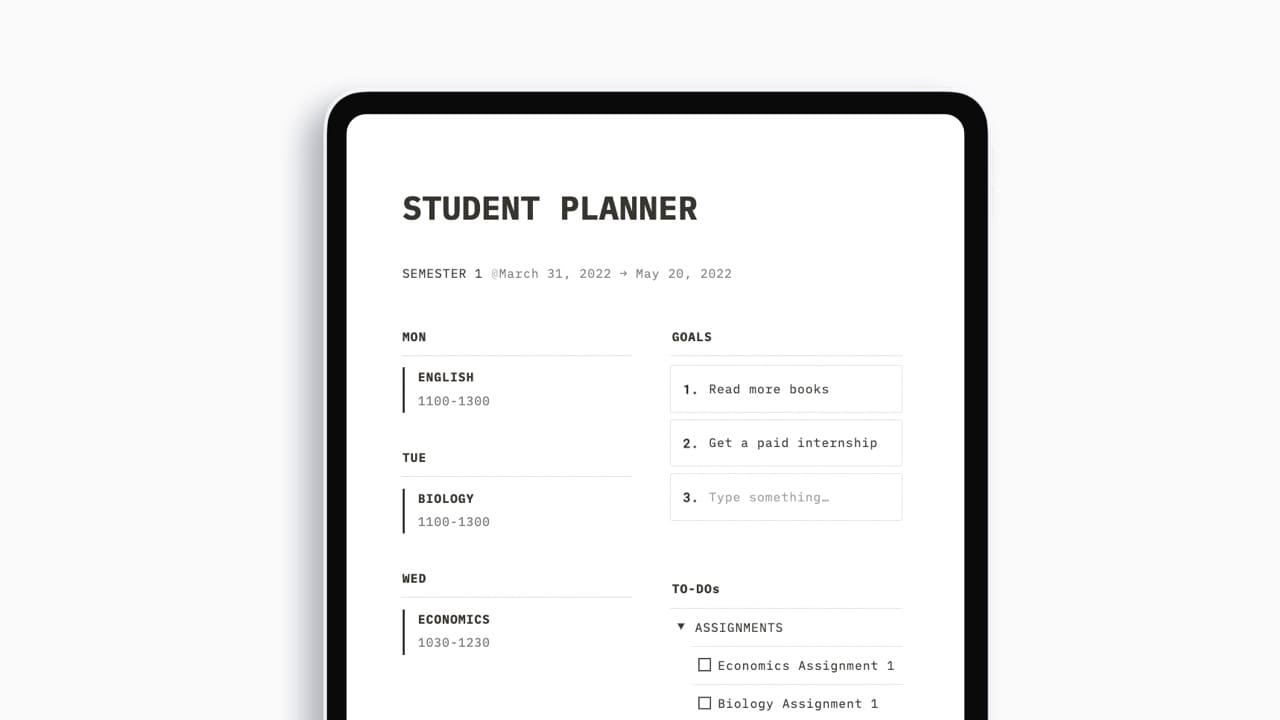 STUDENT PLANNER
SEMESTER 1 @March 31, 2022 → May 20, 2022
MON
ENGLISH
1100-1300
TUE
BIOLOGY
1100-1300
WED
ECONOMICS
1030-1230
GOALS
1. Read more books
2. Get a paid internship
3. Type something…
TO-DOs
▼ ASSIGNMENTS
☐ Economics Assignment 1
☐ Biology Assignment 1